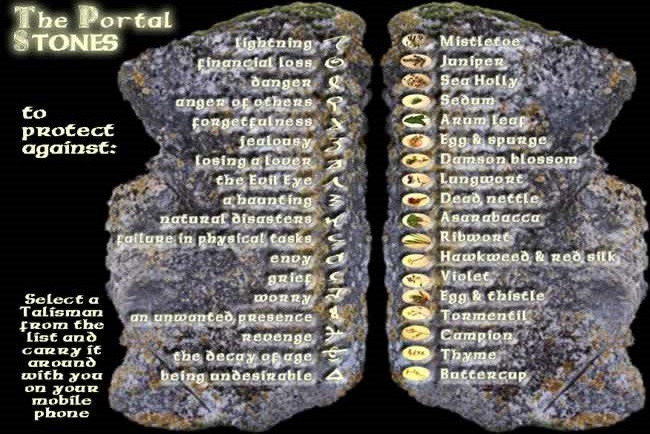 The Portal
STONES
to
protect
against:
lightning
financial loss
danger
anger of others
forgetfulness
jealousy
losing a lover
the Evil Eye
a haunting
natural disasters
failure in physical tasks
envy
grief
worry
an unwanted presence
revenge
the decay of age
being undesirable
Mistletoe
Juniper
Sea Holly
Sedum
Arum leaf
Egg & spurge
Damson blossom
Lungwort
Dead nettle
Asarabacca
Ribwort
Hawkweed & red silk
Violet
Egg & thistle
Tormentil
Campion
Thyme
Buttercup
Select a
Talisman
from the
list and
carry it
around
with you
on your
mobile
phone